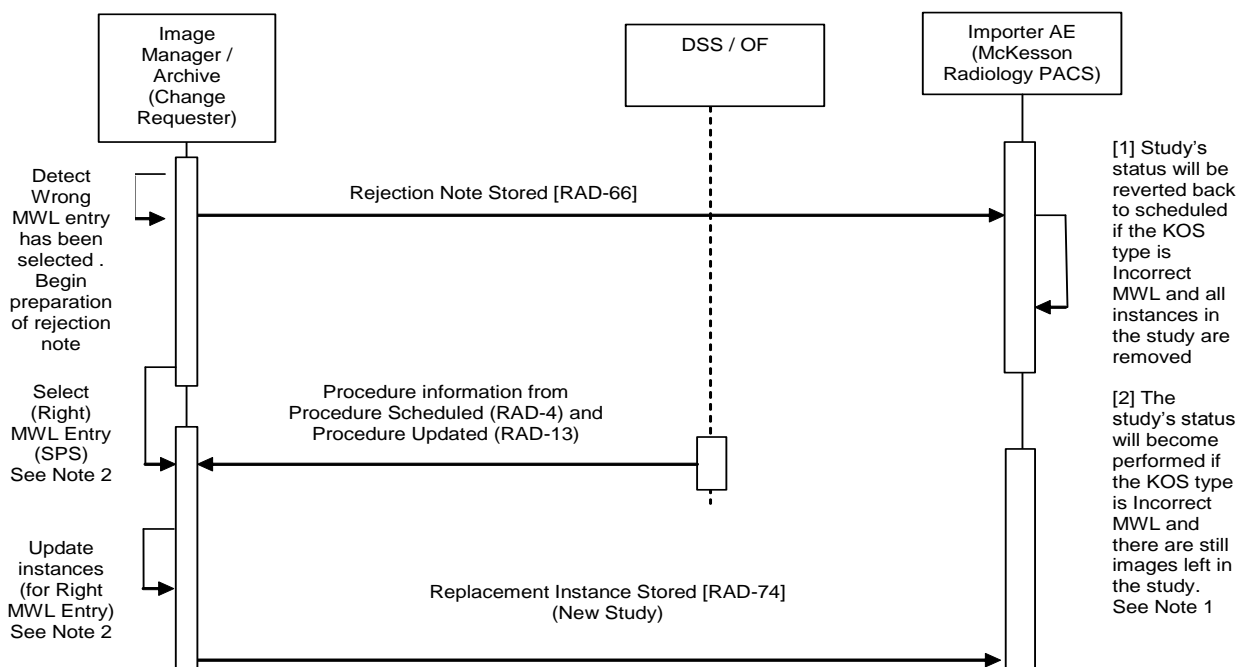 Image
Manager /
Archive
(Change
Requester)
DSS / OF
Importer AE
(McKesson
Radiology PACS)
Detect
Wrong
MWL entry
has been
selected .
Begin
preparation
of rejection
note
Rejection Note Stored [RAD-66]
[1] Study's
status will be
reverted back
to scheduled
if the KOS
type is
Incorrect
MWL and all
instances in
the study are
removed
Select
(Right)
MWL Entry
(SPS)
See Note 2
Procedure information from
Procedure Scheduled (RAD-4) and
Procedure Updated (RAD-13)
[2] The
study's status
will become
performed if
the KOS type
is Incorrect
MWL and
there are still
images left in
the study.
See Note 1
Update
instances
(for Right
MWL Entry)
See Note 2
Replacement Instance Stored [RAD-74]
(New Study)